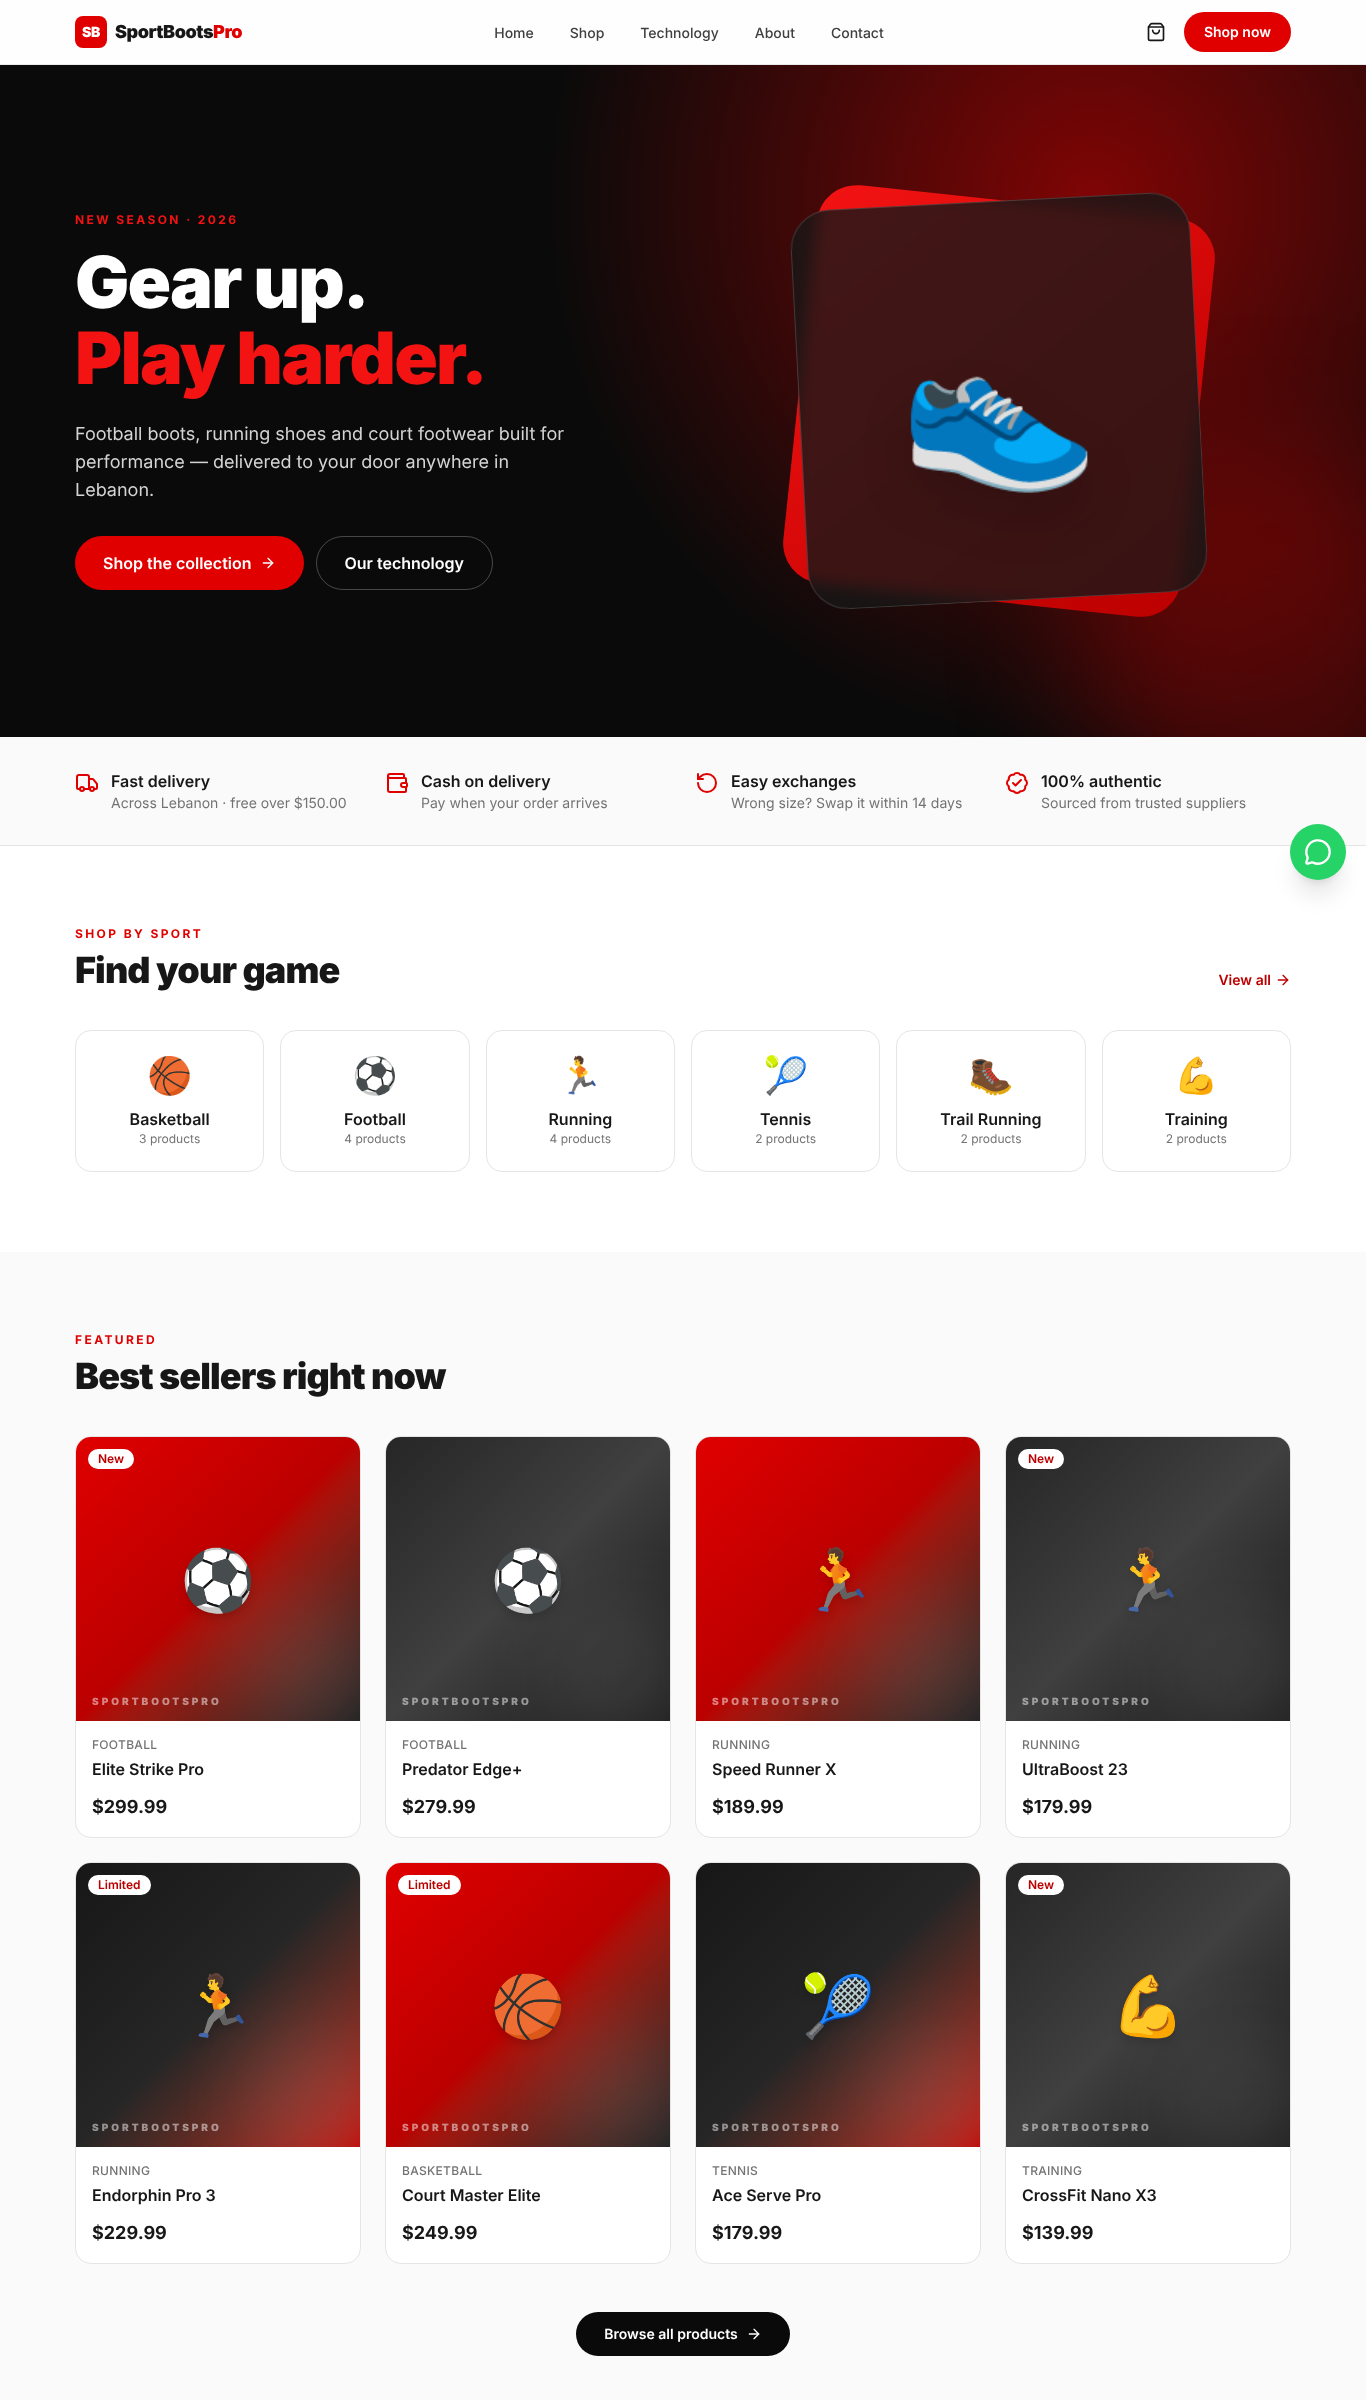 SB SportBootsPro
Home Shop Technology About Contact
Shop now
NEW SEASON · 2026
Gear up.
Play harder.
Football boots, running shoes and court footwear built for
performance — delivered to your door anywhere in
Lebanon.
Shop the collection →
Our technology
Fast delivery
Across Lebanon · free over $150.00
Cash on delivery
Pay when your order arrives
Easy exchanges
Wrong size? Swap it within 14 days
100% authentic
Sourced from trusted suppliers
SHOP BY SPORT
Find your game
View all →
Basketball
3 products
Football
4 products
Running
4 products
Tennis
2 products
Trail Running
2 products
Training
2 products
FEATURED
Best sellers right now
New
SPORTBOOTSPRO
FOOTBALL
Elite Strike Pro
$299.99
SPORTBOOTSPRO
FOOTBALL
Predator Edge+
$279.99
SPORTBOOTSPRO
RUNNING
Speed Runner X
$189.99
New
SPORTBOOTSPRO
RUNNING
UltraBoost 23
$179.99
Limited
SPORTBOOTSPRO
RUNNING
Endorphin Pro 3
$229.99
Limited
SPORTBOOTSPRO
BASKETBALL
Court Master Elite
$249.99
SPORTBOOTSPRO
TENNIS
Ace Serve Pro
$179.99
New
SPORTBOOTSPRO
TRAINING
CrossFit Nano X3
$139.99
Browse all products →